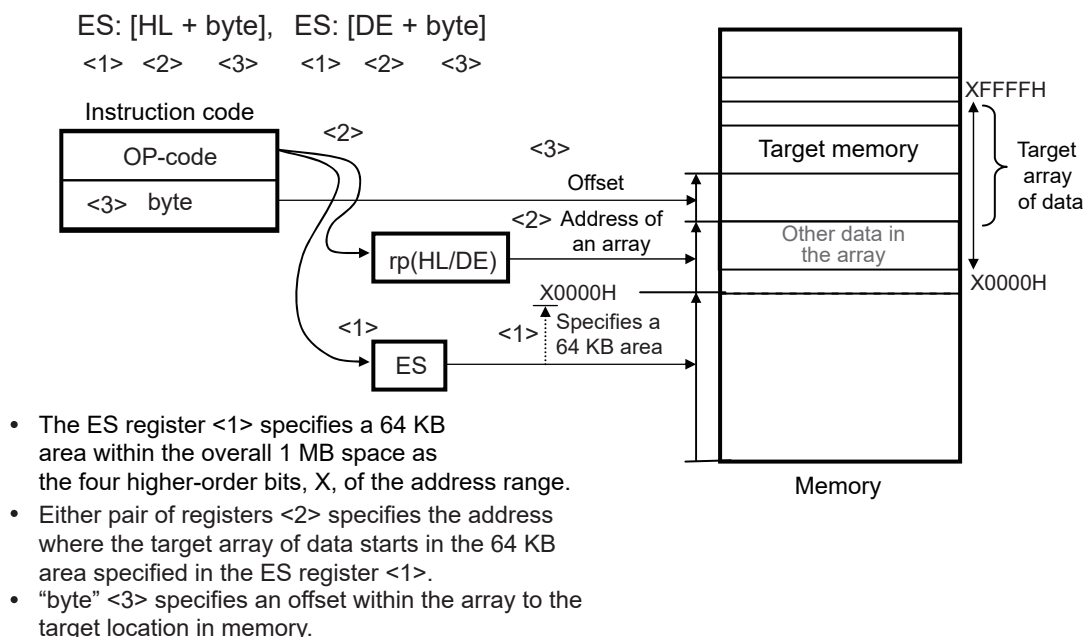 ES: [HL + byte], ES: [DE + byte]
<1> <2> <3> <1> <2> <3>
Instruction code
OP-code
<3> byte
<2>
<3>
Offset
<2> Address of
an array
rp(HL/DE)
X0000H
<1>
<1> Specifies a
64 KB area
ES
XFFFFH
Target memory
Target
array
of data
Other data in
the array
X0000H
Memory
• The ES register <1> specifies a 64 KB
area within the overall 1 MB space as
the four higher-order bits, X, of the address range.
• Either pair of registers <2> specifies the address
where the target array of data starts in the 64 KB
area specified in the ES register <1>.
• “byte” <3> specifies an offset within the array to the
target location in memory.